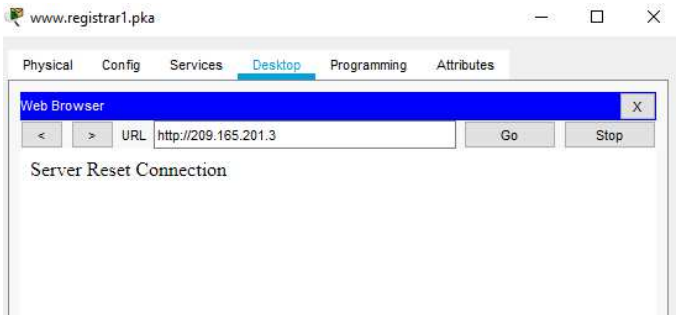 www.registrar1.pka
Physical Config Services Desktop Programming Attributes
Web Browser X
< > URL http://209.165.201.3 Go Stop
Server Reset Connection